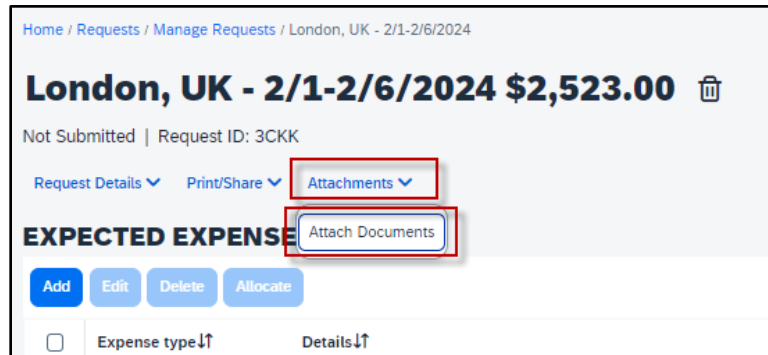 Home / Requests / Manage Requests / London, UK - 2/1-2/6/2024
London, UK - 2/1-2/6/2024 $2,523.00
Not Submitted | Request ID: 3CKK
Request Details Print/Share Attachments
Attach Documents
EXPECTED EXPENSE
Add Edit Delete Allocate
Expense type Details